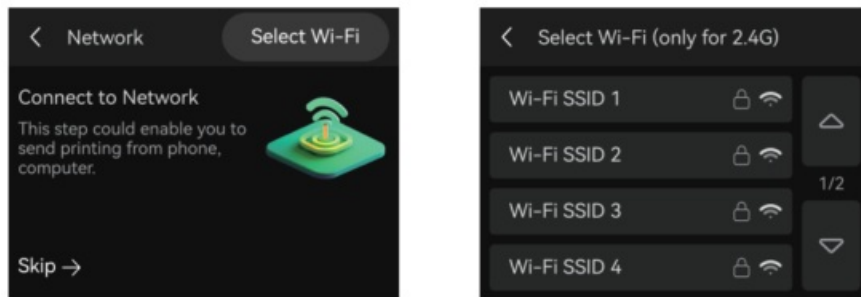 Network
Select Wi-Fi
Connect to Network
This step could enable you to
send printing from phone,
computer.
Skip →
Select Wi-Fi (only for 2.4G)
Wi-Fi SSID 1
Wi-Fi SSID 2
Wi-Fi SSID 3
Wi-Fi SSID 4
1/2